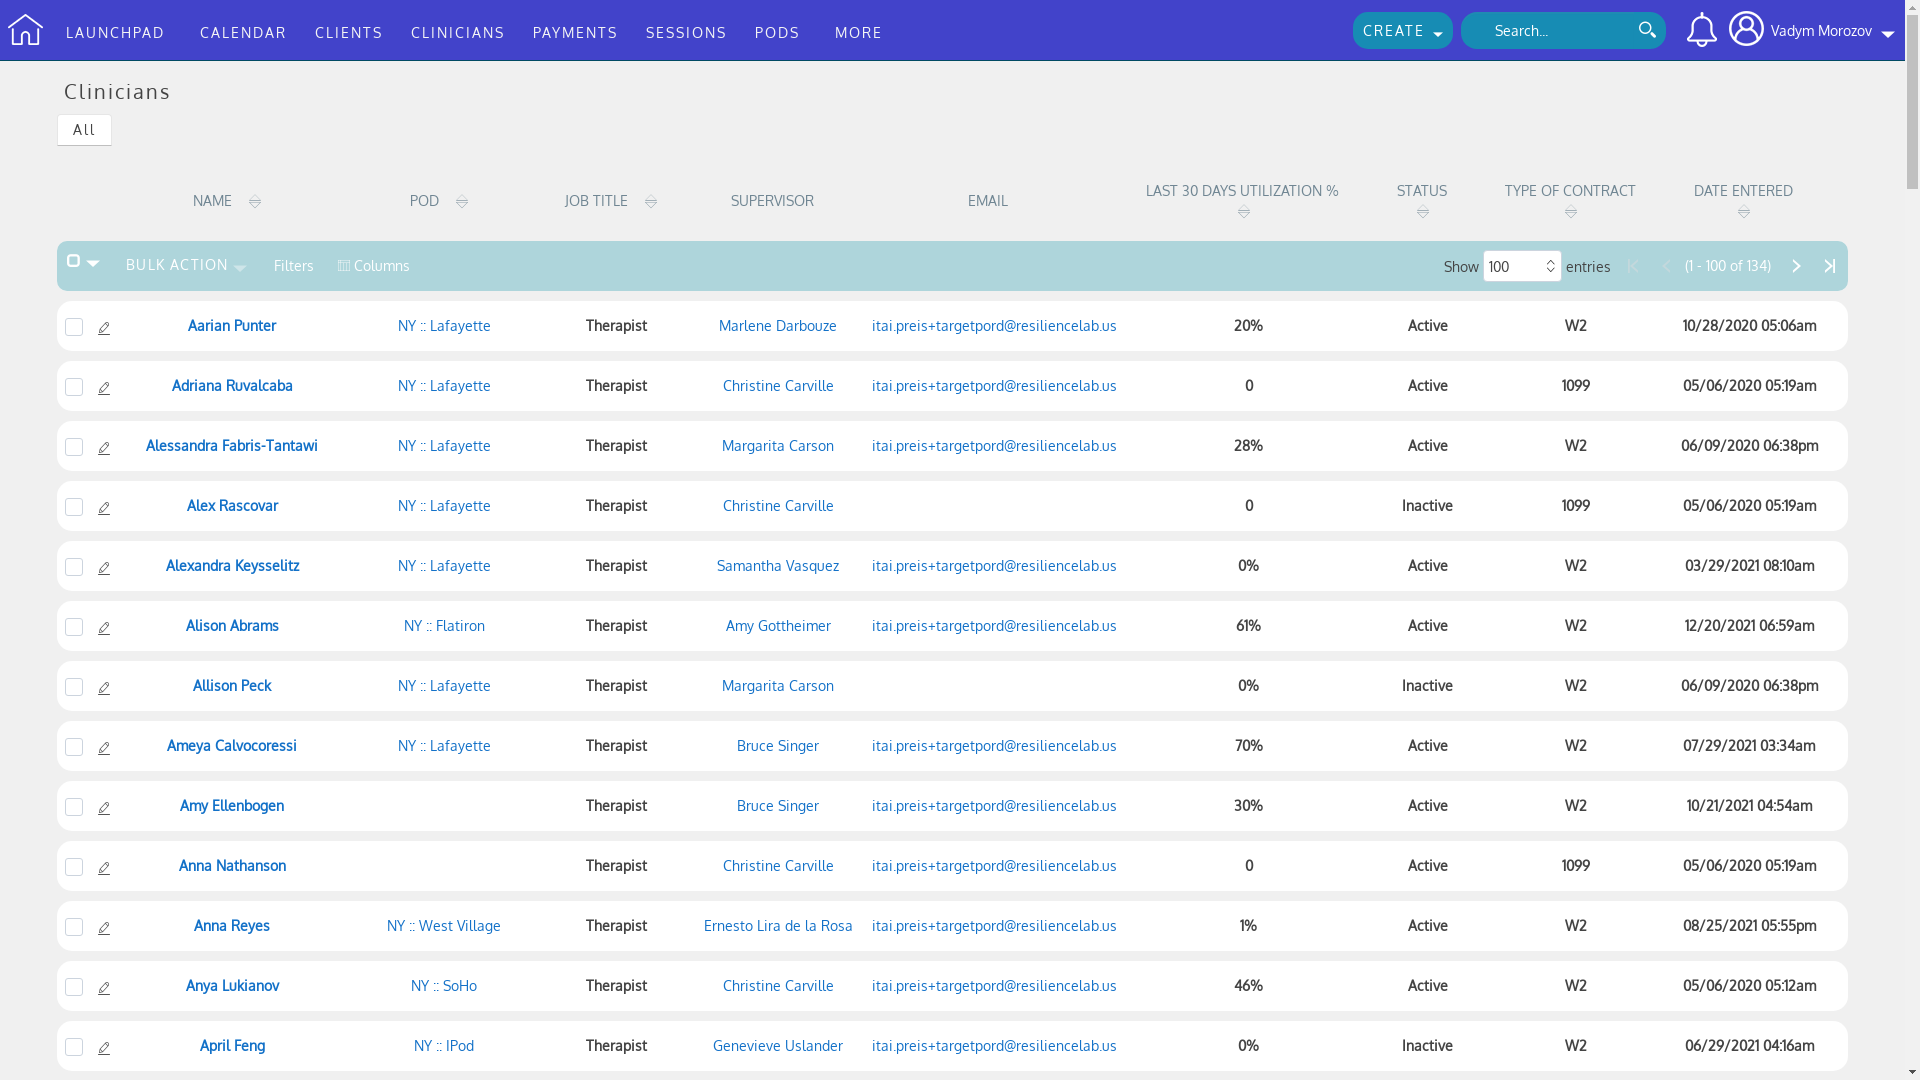 LAUNCHPAD CALENDAR CLIENTS CLINICIANS PAYMENTS SESSIONS PODS MORE CREATE Search... Vadym Morozov
Clinicians
All
NAME POD JOB TITLE SUPERVISOR EMAIL LAST 30 DAYS UTILIZATION % STATUS TYPE OF CONTRACT DATE ENTERED
BULK ACTION Filters Columns Show 100 entries (1 - 100 of 134)
Aarian Punter NY :: Lafayette Therapist Marlene Darbouze itai.preis+targetpord@resiliencelab.us 20% Active W2 10/28/2020 05:06am
Adriana Ruvalcaba NY :: Lafayette Therapist Christine Carville itai.preis+targetpord@resiliencelab.us 0 Active 1099 05/06/2020 05:19am
Alessandra Fabris-Tantawi NY :: Lafayette Therapist Margarita Carson itai.preis+targetpord@resiliencelab.us 28% Active W2 06/09/2020 06:38pm
Alex Rascovar NY :: Lafayette Therapist Christine Carville 0 Inactive 1099 05/06/2020 05:19am
Alexandra Keysselitz NY :: Lafayette Therapist Samantha Vasquez itai.preis+targetpord@resiliencelab.us 0% Active W2 03/29/2021 08:10am
Alison Abrams NY :: Flatiron Therapist Amy Gottheimer itai.preis+targetpord@resiliencelab.us 61% Active W2 12/20/2021 06:59am
Allison Peck NY :: Lafayette Therapist Margarita Carson 0% Inactive W2 06/09/2020 06:38pm
Ameya Calvocoressi NY :: Lafayette Therapist Bruce Singer itai.preis+targetpord@resiliencelab.us 70% Active W2 07/29/2021 03:34am
Amy Ellenbogen Therapist Bruce Singer itai.preis+targetpord@resiliencelab.us 30% Active W2 10/21/2021 04:54am
Anna Nathanson Therapist Christine Carville itai.preis+targetpord@resiliencelab.us 0 Active 1099 05/06/2020 05:19am
Anna Reyes NY :: West Village Therapist Ernesto Lira de la Rosa itai.preis+targetpord@resiliencelab.us 1% Active W2 08/25/2021 05:55pm
Anya Lukianov NY :: SoHo Therapist Christine Carville itai.preis+targetpord@resiliencelab.us 46% Active W2 05/06/2020 05:12am
April Feng NY :: IPod Therapist Genevieve Uslander itai.preis+targetpord@resiliencelab.us 0% Inactive W2 06/29/2021 04:16am